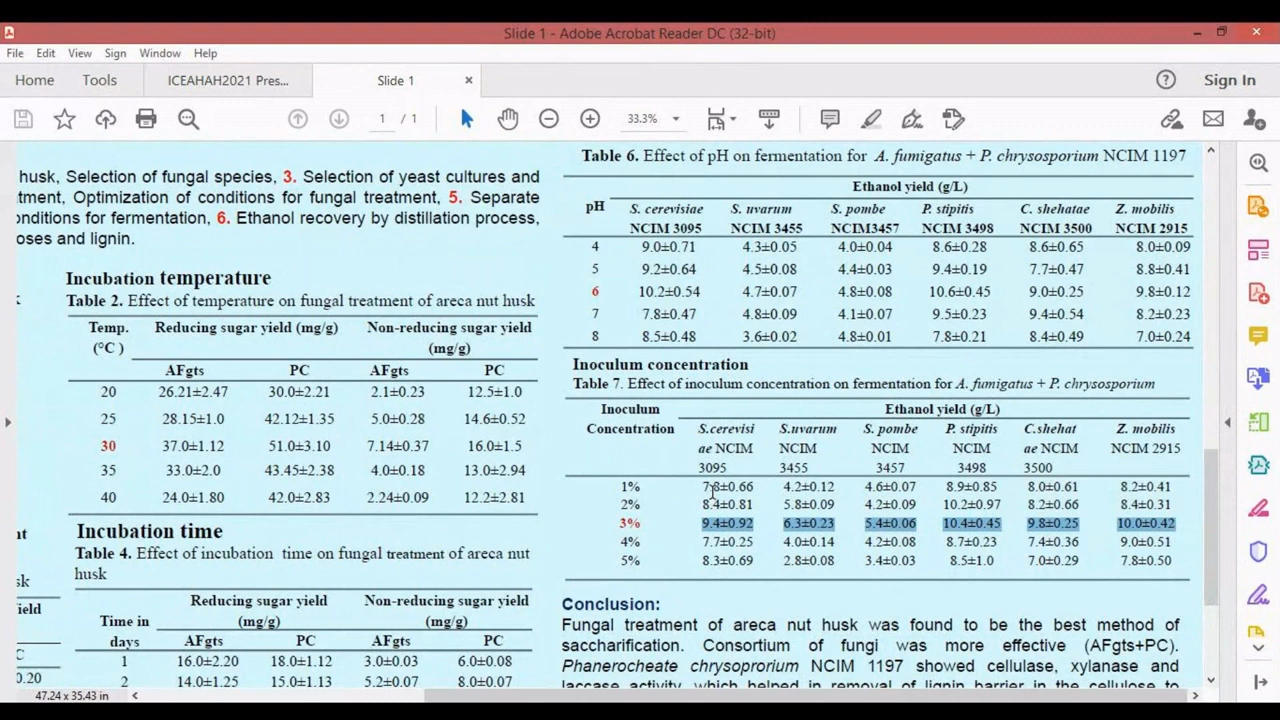 Slide 1 - Adobe Acrobat Reader DC (32-bit)
File Edit View Sign Window Help
Home Tools ICEAHAH2021 Pres... Slide 1 Sign In
1 / 1 33.3%
husk, Selection of fungal species, 3. Selection of yeast cultures and
tment, Optimization of conditions for fungal treatment, 5. Separate
onditions for fermentation, 6. Ethanol recovery by distillation process,
oses and lignin.
Incubation temperature
Table 2. Effect of temperature on fungal treatment of areca nut husk
Temp. Reducing sugar yield (mg/g) Non-reducing sugar yield
(°C ) (mg/g)
AFgts PC AFgts PC
20 26.21±2.47 30.0±2.21 2.1±0.23 12.5±1.0
25 28.15±1.0 42.12±1.35 5.0±0.28 14.6±0.52
30 37.0±1.12 51.0±3.10 7.14±0.37 16.0±1.5
35 33.0±2.0 43.45±2.38 4.0±0.18 13.0±2.94
40 24.0±1.80 42.0±2.83 2.24±0.09 12.2±2.81
Incubation time
Table 4. Effect of incubation time on fungal treatment of areca nut
husk
Reducing sugar yield Non-reducing sugar yield
Time in (mg/g) (mg/g)
days AFgts PC AFgts PC
1 16.0±2.20 18.0±1.12 3.0±0.03 6.0±0.08
2 14.0±1.25 15.0±1.13 5.2±0.07 8.0±0.07
nt
sk
ield
C
0.20
47.24 x 35.43 in
Table 6. Effect of pH on fermentation for A. fumigatus + P. chrysosporium NCIM 1197
Ethanol yield (g/L)
pH S. cerevisiae S. uvarum S. pombe P. stipitis C. shehatae Z. mobilis
NCIM 3095 NCIM 3455 NCIM3457 NCIM 3498 NCIM 3500 NCIM 2915
4 9.0±0.71 4.3±0.05 4.0±0.04 8.6±0.28 8.6±0.65 8.0±0.09
5 9.2±0.64 4.5±0.08 4.4±0.03 9.4±0.19 7.7±0.47 8.8±0.41
6 10.2±0.54 4.7±0.07 4.8±0.08 10.6±0.45 9.0±0.25 9.8±0.12
7 7.8±0.47 4.8±0.09 4.1±0.07 9.5±0.23 9.4±0.54 8.2±0.23
8 8.5±0.48 3.6±0.02 4.8±0.01 7.8±0.21 8.4±0.49 7.0±0.24
Inoculum concentration
Table 7. Effect of inoculum concentration on fermentation for A. fumigatus + P. chrysosporium
Inoculum Ethanol yield (g/L)
Concentration S.cerevisi S.uvarum S. pombe P. stipitis C.shehat Z. mobilis
ae NCIM NCIM NCIM NCIM ae NCIM NCIM 2915
3095 3455 3457 3498 3500
1% 7.8±0.66 4.2±0.12 4.6±0.07 8.9±0.85 8.0±0.61 8.2±0.41
2% 8.4±0.81 5.8±0.09 4.2±0.09 10.2±0.97 8.2±0.66 8.4±0.31
3% 9.4±0.92 6.3±0.23 5.4±0.06 10.4±0.45 9.8±0.25 10.0±0.42
4% 7.7±0.25 4.0±0.14 4.2±0.08 8.7±0.23 7.4±0.36 9.0±0.51
5% 8.3±0.69 2.8±0.08 3.4±0.03 8.5±1.0 7.0±0.29 7.8±0.50
Conclusion:
Fungal treatment of areca nut husk was found to be the best method of
saccharification. Consortium of fungi was more effective (AFgts+PC).
Phanerocheate chrysoprorium NCIM 1197 showed cellulase, xylanase and
laccase activity, which helped in removal of lignin barrier in the cellulose to